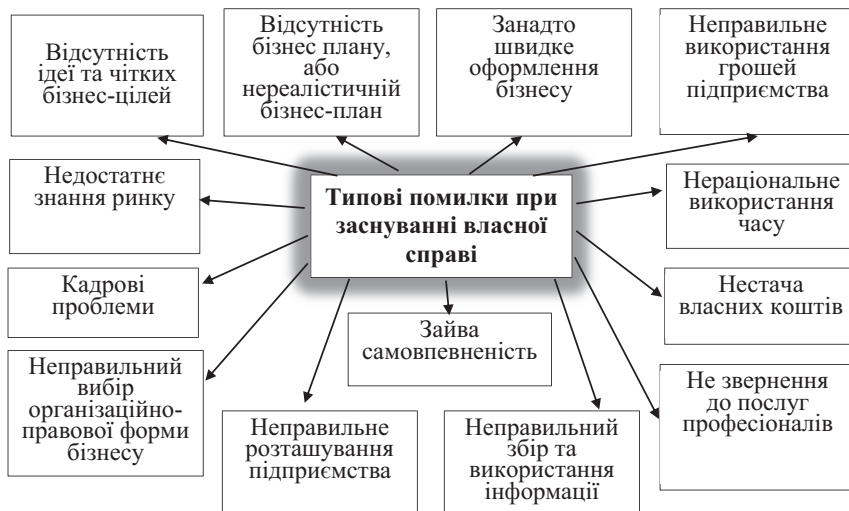 Відсутність
ідеї та чітких
бізнес-цілей
Відсутність
бізнес плану,
або
нереалістичній
бізнес-план
Занадто
швидке
оформлення
бізнесу
Неправильне
використання
грошей
підприємства
Недостатнє
знання ринку
Типові помилки при
заснуванні власної
справі
Нераціональне
використання
часу
Кадрові
проблеми
Нестача
власних коштів
Зайва
самовпевненість
Неправильний
вибір
організаційно-
правової форми
бізнесу
Неправильне
розташування
підприємства
Неправильний
збір та
використання
інформації
Не звернення
до послуг
професіоналів